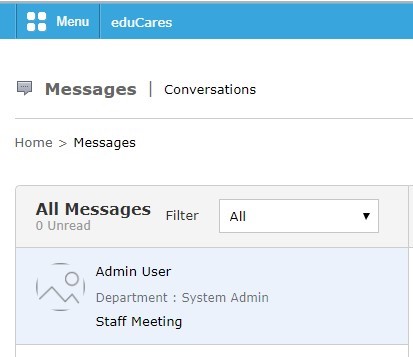 Menu eduCares
Messages | Conversations
Home > Messages
All Messages Filter All
0 Unread
Admin User
Department : System Admin
Staff Meeting